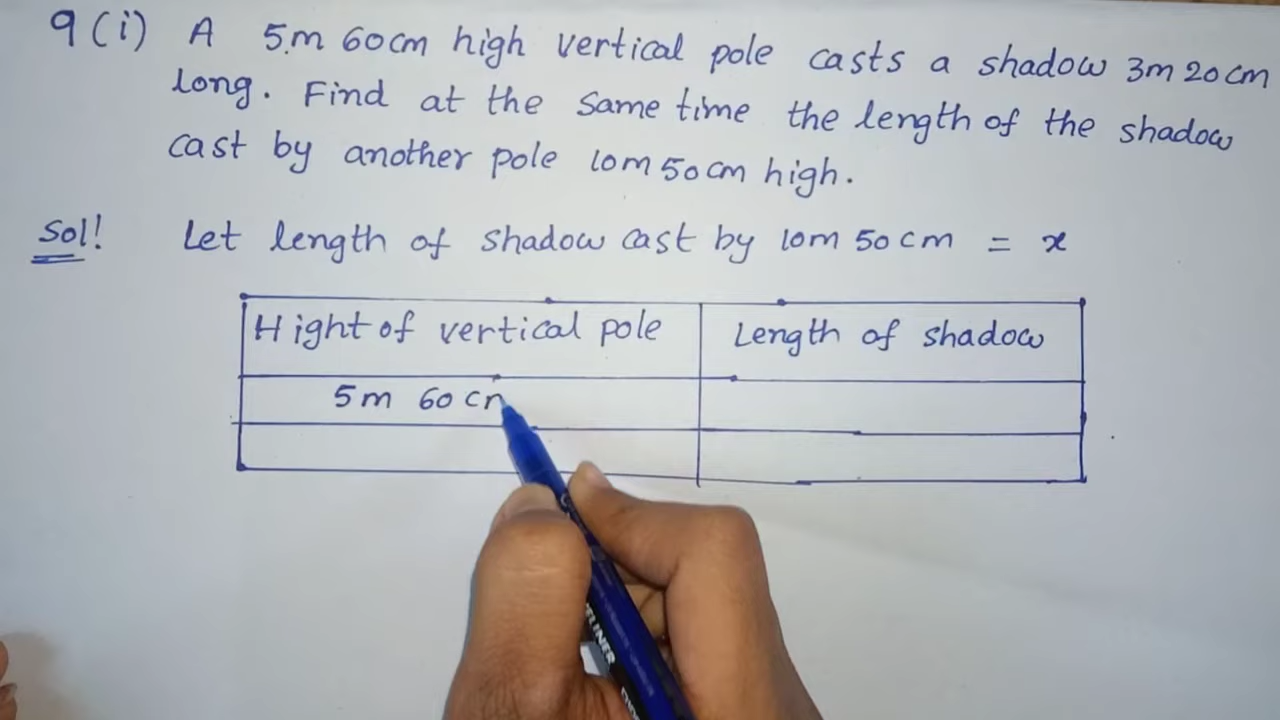 9(i) A 5m 60cm high vertical pole casts a shadow 3m 20cm
long. Find at the same time the length of the shadow
cast by another pole 10m 50cm high.
Sol! Let length of shadow cast by 10m 50cm = x
Hight of vertical pole Length of shadow
5m 60 cm